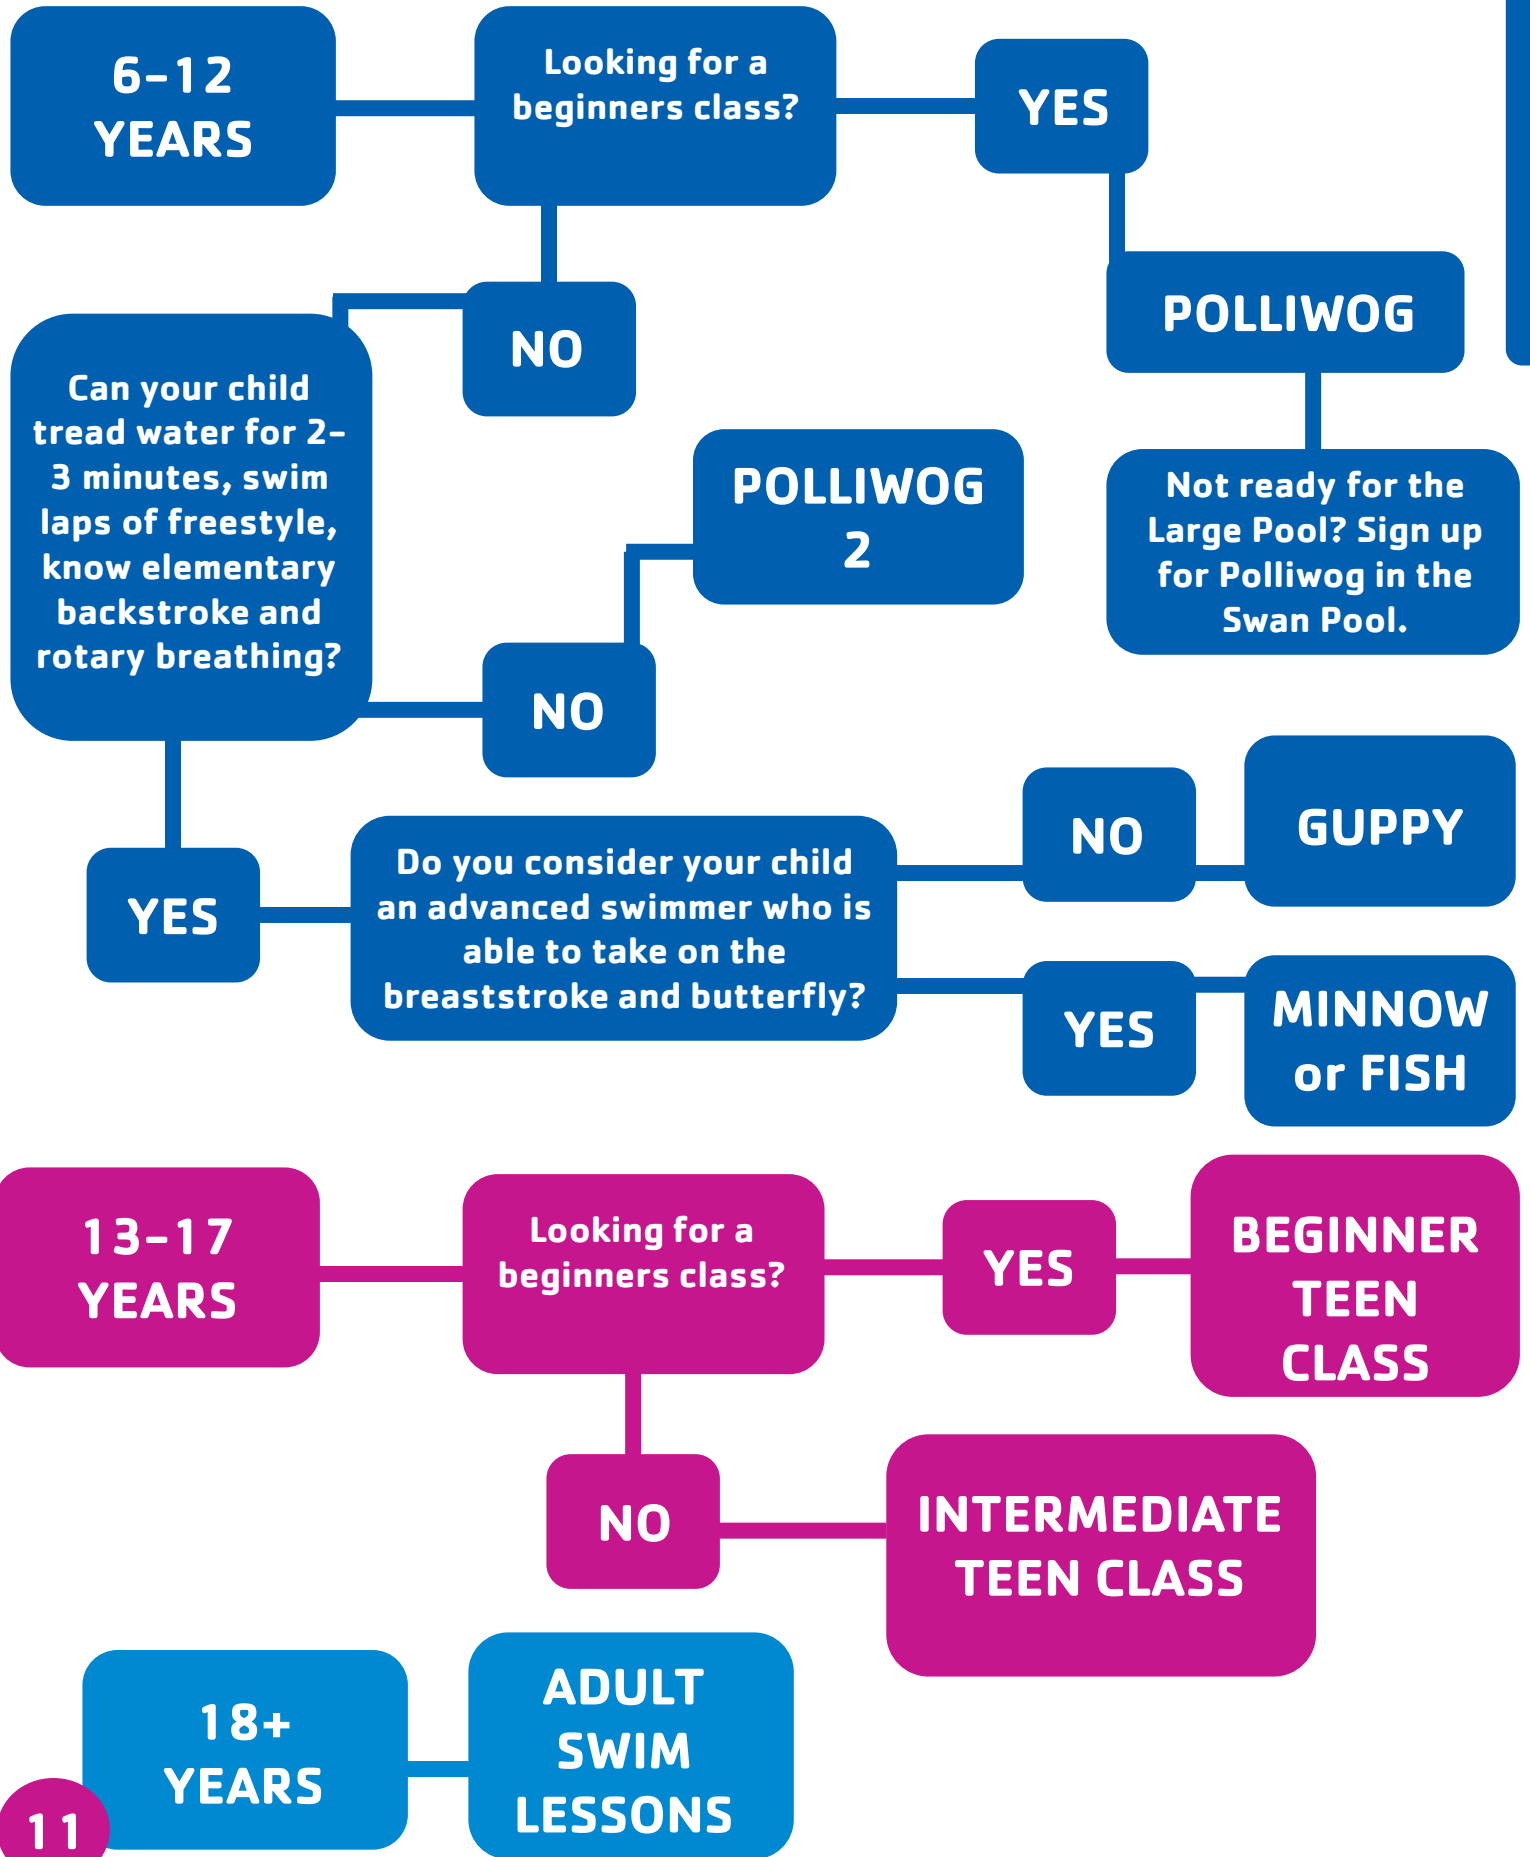 6-12
YEARS
Looking for a
beginners class?
YES
NO
POLLIWOG
Not ready for the
Large Pool? Sign up
for Polliwog in the
Swan Pool.
Can your child
tread water for 2-
3 minutes, swim
laps of freestyle,
know elementary
backstroke and
rotary breathing?
POLLIWOG
2
NO
YES
Do you consider your child
an advanced swimmer who is
able to take on the
breaststroke and butterfly?
NO
GUPPY
YES
MINNOW
or FISH
13-17
YEARS
Looking for a
beginners class?
YES
BEGINNER
TEEN
CLASS
NO
INTERMEDIATE
TEEN CLASS
18+
YEARS
ADULT
SWIM
LESSONS
11